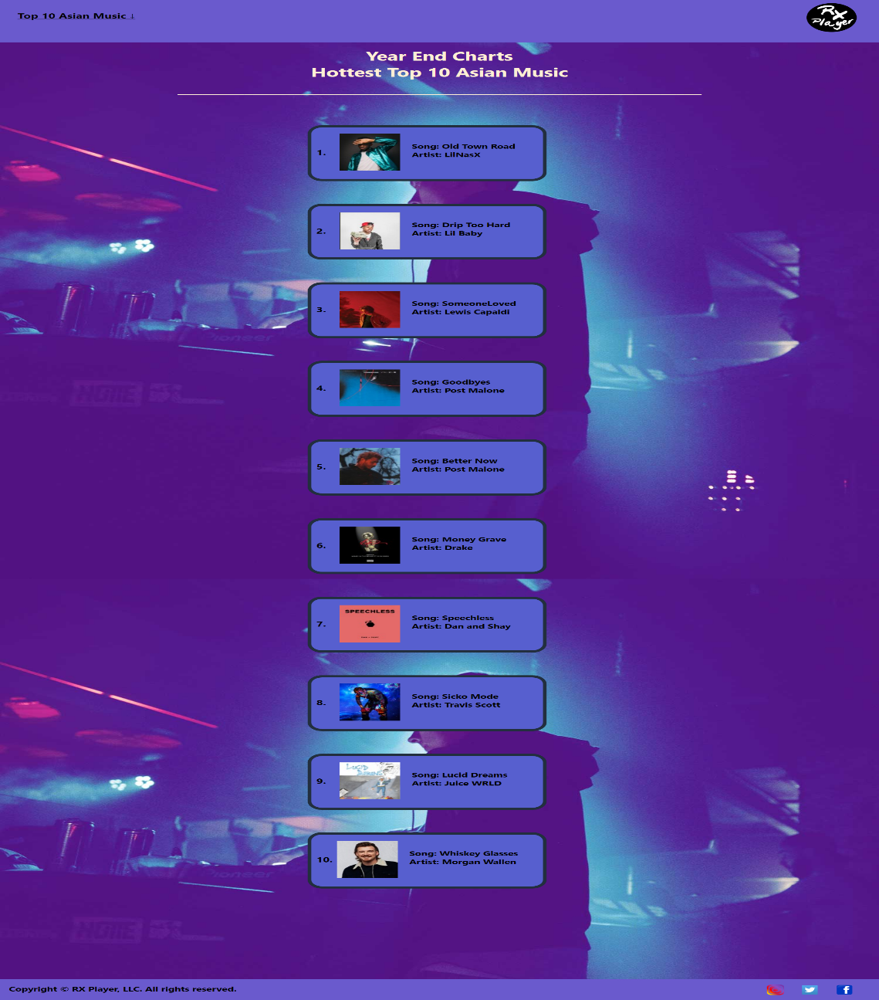 Top 10 Asian Music ↓
RX
Player
Year End Charts
Hottest Top 10 Asian Music
1.
Song: Old Town Road
Artist: LilNasX
2.
Song: Drip Too Hard
Artist: Lil Baby
3.
Song: SomeoneLoved
Artist: Lewis Capaldi
Pioneer
4.
Song: Goodbyes
Artist: Post Malone
5.
Song: Better Now
Artist: Post Malone
6.
Song: Money Grave
Artist: Drake
7.
SPEECHLESS
Song: Speechless
Artist: Dan and Shay
8.
Song: Sicko Mode
Artist: Travis Scott
9.
LUCID
DREAMS
Song: Lucid Dreams
Artist: Juice WRLD
10.
Song: Whiskey Glasses
Artist: Morgan Wallen
Pioneer
Copyright © RX Player, LLC. All rights reserved.